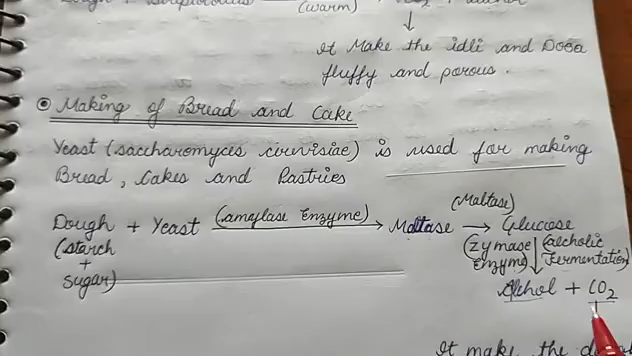 (warm)
↓
It Make the idli and Dosa
fluffy and porous.
Making of Bread and Cake
Yeast (saccharomyces cirivisiae) is used for making
Bread, Cakes and Pastries
(Maltase)
Dough + Yeast (amylase Enzyme) → Maltase → Glucose
(starch + sugar)
(Zymase Enzyme) ↓ (alcholic Fermentation)
Alchol + CO2
It make the